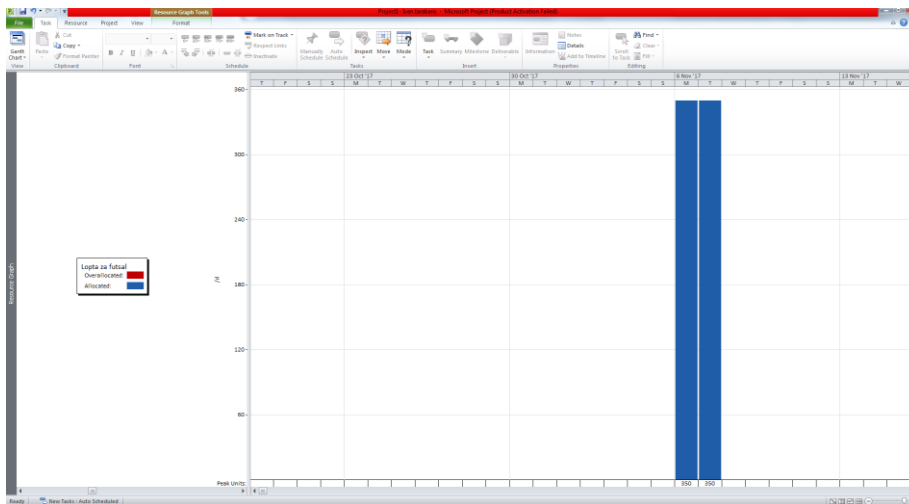 Resource Graph Tools
Project1 - Ivan tandaric - Microsoft Project (Product Activation Failed)
File Task Resource Project View Format
Gantt Chart
View
Paste
Cut
Copy
Format Painter
Clipboard
B I U A
Font
Mark on Track
Respect Links
Inactivate
Schedule
Manually Schedule
Auto Schedule
Inspect
Move
Mode
Tasks
Task
Summary
Milestone
Deliverable
Insert
Information
Notes
Details
Add to Timeline
Properties
Scroll to Task
Find
Clear
Fill
Editing
23 Oct '17 30 Oct '17 6 Nov '17 13 Nov '17
T F S S M T W T F S S M T W T F S S M T W T F S S M T W
360
300
240
180
120
60
/d
Peak Units:
350 350
Resource Graph
Lopta za futsal
Overallocated:
Allocated:
Ready New Tasks : Auto Scheduled